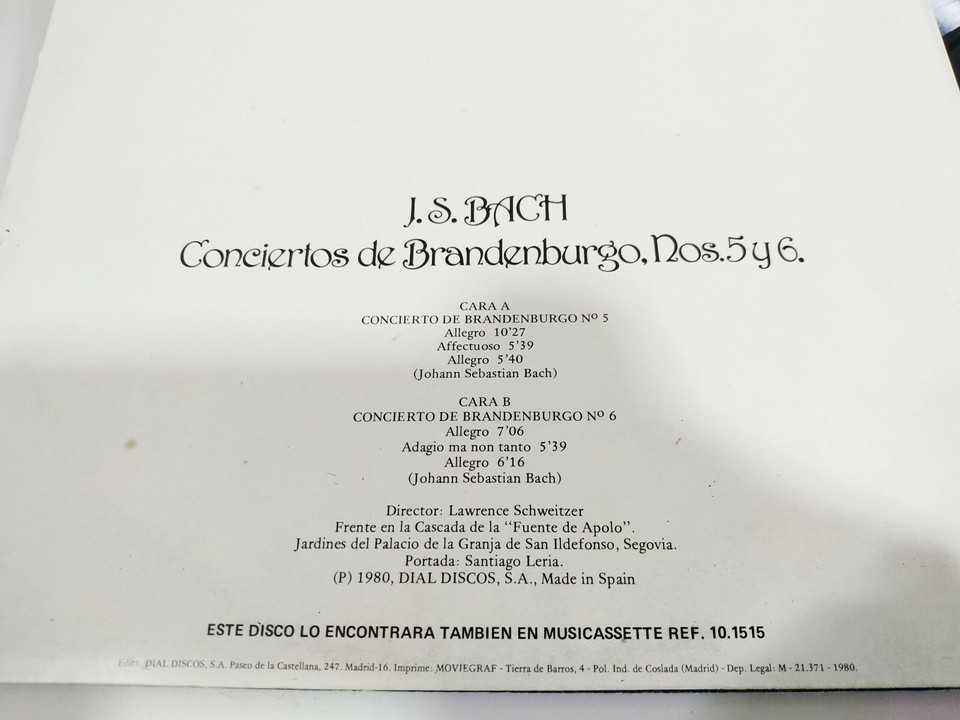 J. S. BACH
Conciertos de Brandenburgo, Nos. 5 y 6.
CARA A
CONCIERTO DE BRANDENBURGO Nº 5
Allegro 10'27
Affectuoso 5'39
Allegro 5'40
(Johann Sebastian Bach)
CARA B
CONCIERTO DE BRANDENBURGO Nº 6
Allegro 7'06
Adagio ma non tanto 5'39
Allegro 6'16
(Johann Sebastian Bach)
Director: Lawrence Schweitzer
Frente en la Cascada de la "Fuente de Apolo".
Jardines del Palacio de la Granja de San Ildefonso, Segovia.
Portada: Santiago Leria.
(P) 1980, DIAL DISCOS, S.A., Made in Spain
ESTE DISCO LO ENCONTRARA TAMBIEN EN MUSICASSETTE REF. 10.1515
Edita: DIAL DISCOS, S.A. Paseo de la Castellana, 247. Madrid-16. Imprime: MOVIEGRAF - Tierra de Barros, 4 - Pol. Ind. de Coslada (Madrid) - Dep. Legal: M - 21.371 - 1980.